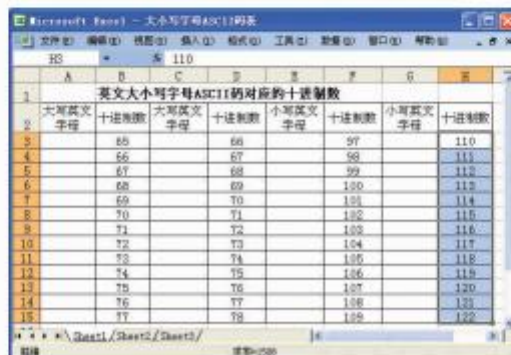 Microsoft Excel - 大小写字母ASCII码表
文件(F) 编辑(E) 视图(V) 插入(I) 格式(O) 工具(T) 数据(D) 窗口(W) 帮助(H)
H3 fx 110
A B C D E F G H
1 英文大小写字母ASCII码对应的十进制数
2 大写英文字母 十进制数 大写英文字母 十进制数 小写英文字母 十进制数 小写英文字母 十进制数
3 65 66 97 110
4 66 67 98 111
5 67 68 99 112
6 68 69 100 113
7 69 70 101 114
8 70 71 102 115
9 71 72 103 116
10 72 73 104 117
11 73 74 105 118
12 74 75 106 119
13 75 76 107 120
14 76 77 108 121
15 77 78 109 122
Sheet1 / Sheet2 / Sheet3 /
就绪 求和=1508